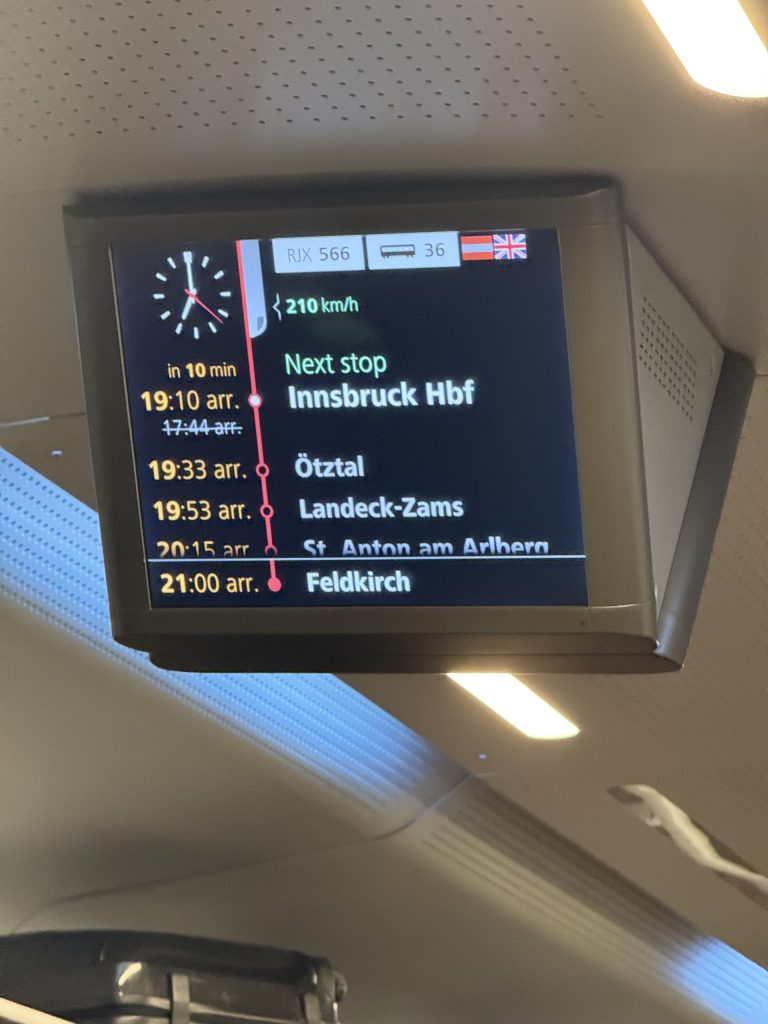 RJX 566 36
210 km/h
in 10 min
Next stop
19:10 arr. Innsbruck Hbf
17:44 arr.
19:33 arr. Ötztal
19:53 arr. Landeck-Zams
20:15 arr. St. Anton am Arlberg
21:00 arr. Feldkirch